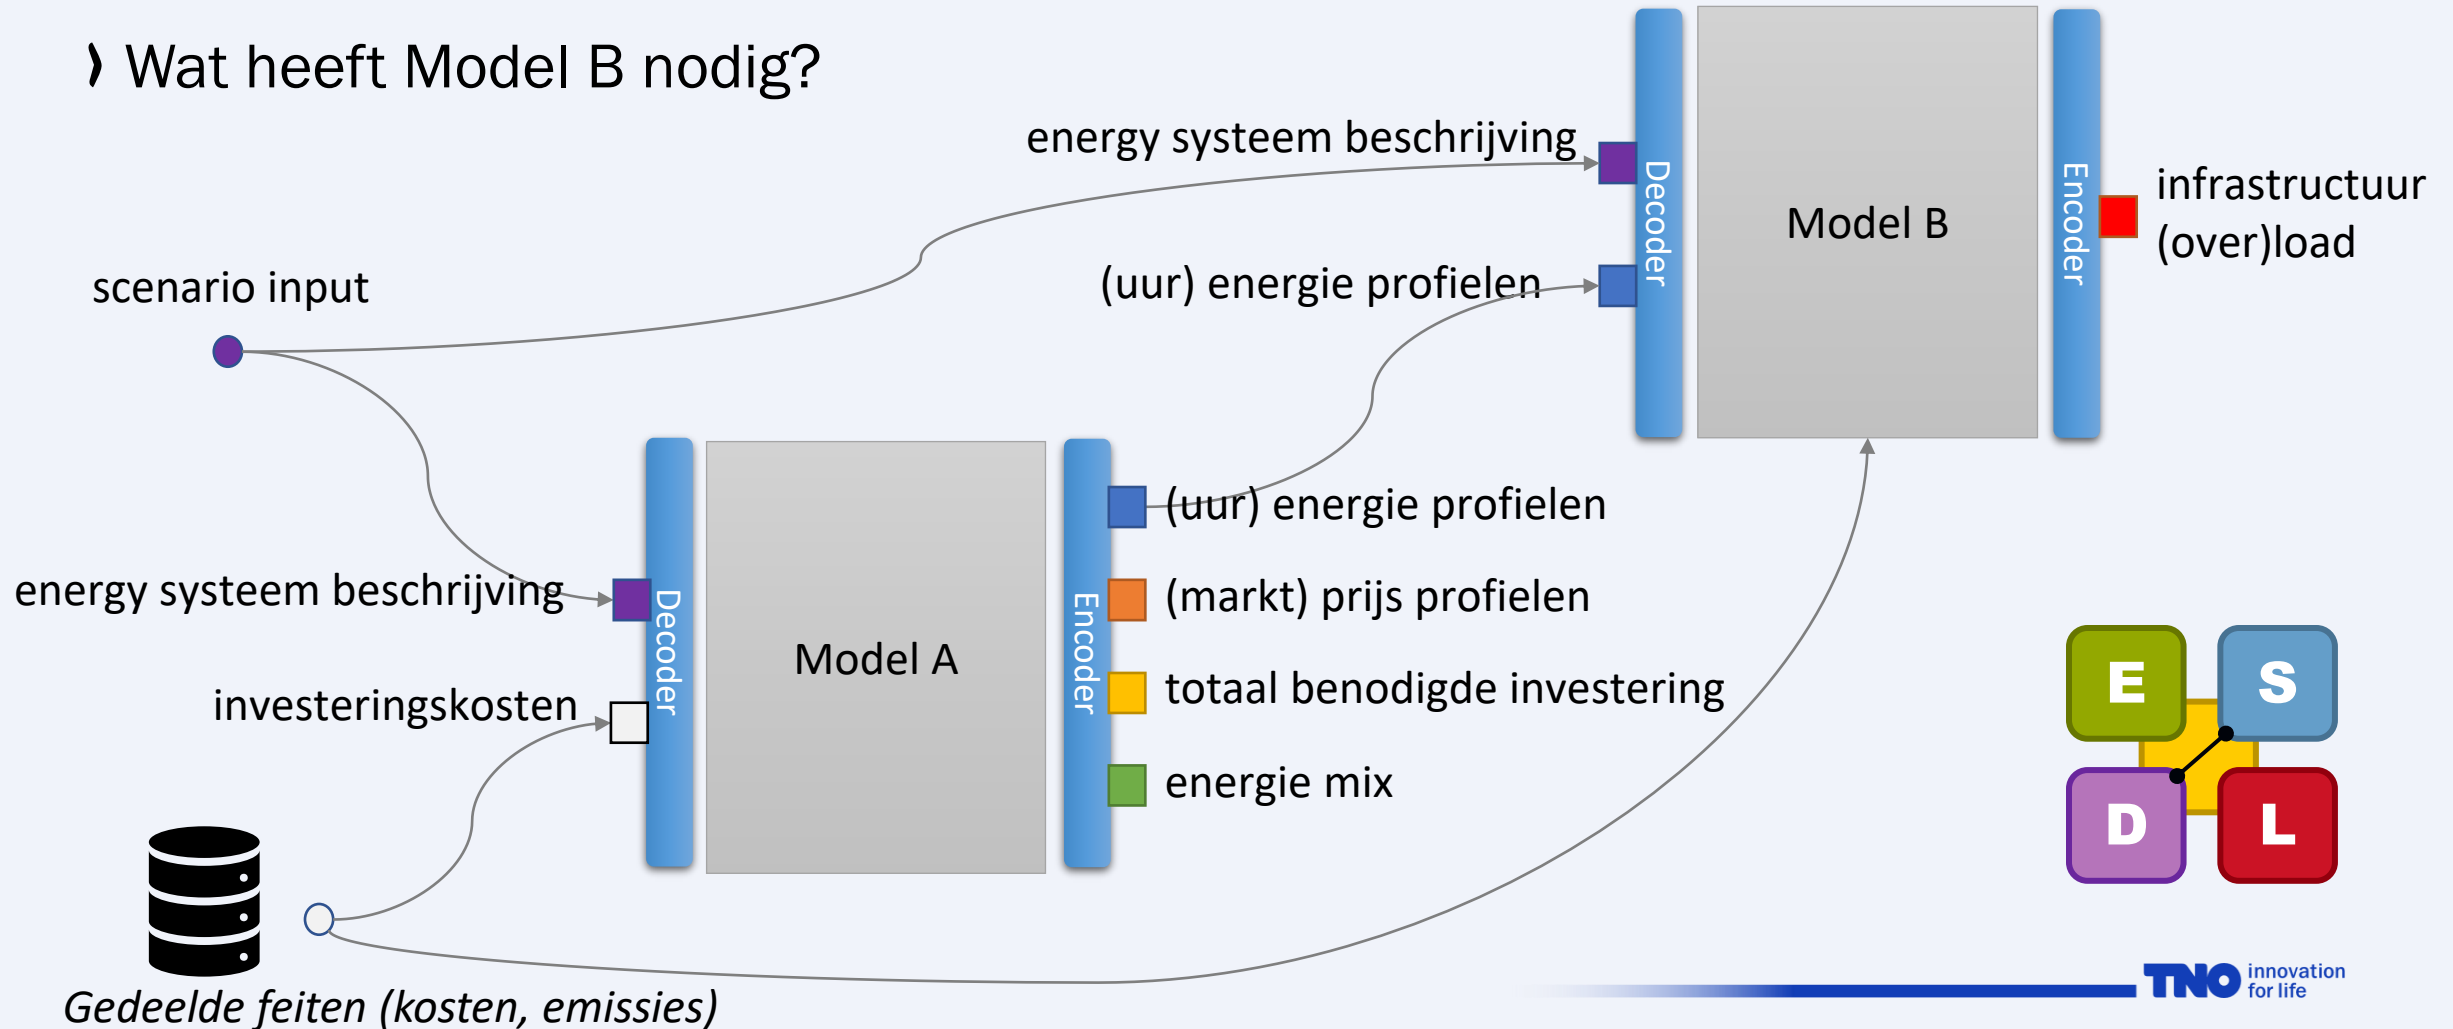 Wat heeft Model B nodig?
energy systeem beschrijving
Decoder
Model B
Encoder
infrastructuur
(over)load
(uur) energie profielen
scenario input
energy systeem beschrijving
investeringskosten
Decoder
Model A
Encoder
(uur) energie profielen
(markt) prijs profielen
totaal benodigde investering
energie mix
E S
D L
Gedeelde feiten (kosten, emissies)
TNO innovation
for life